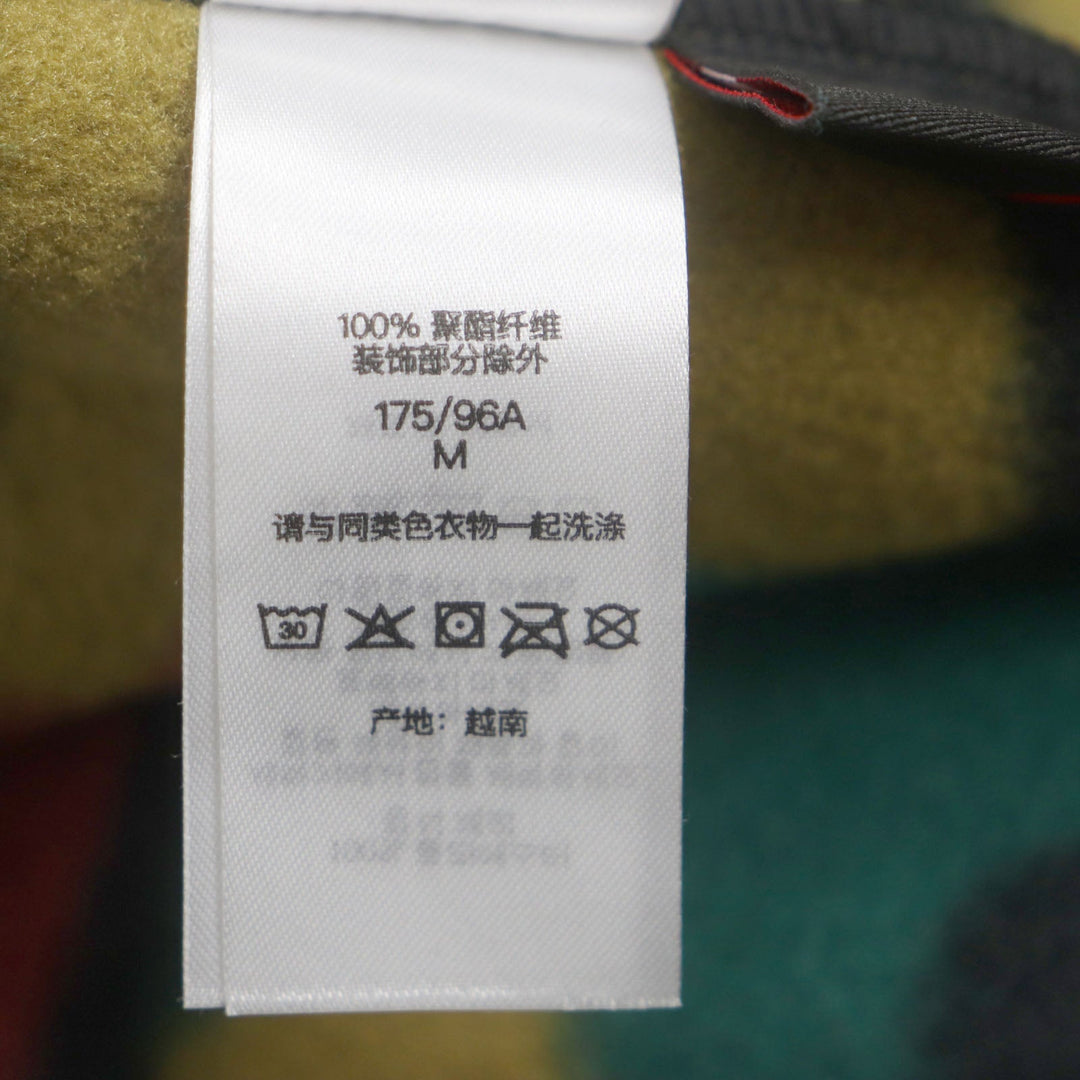 100% 聚酯纤维
装饰部分除外
175/96A
M
请与同类色衣物一起洗涤
30
产地：越南